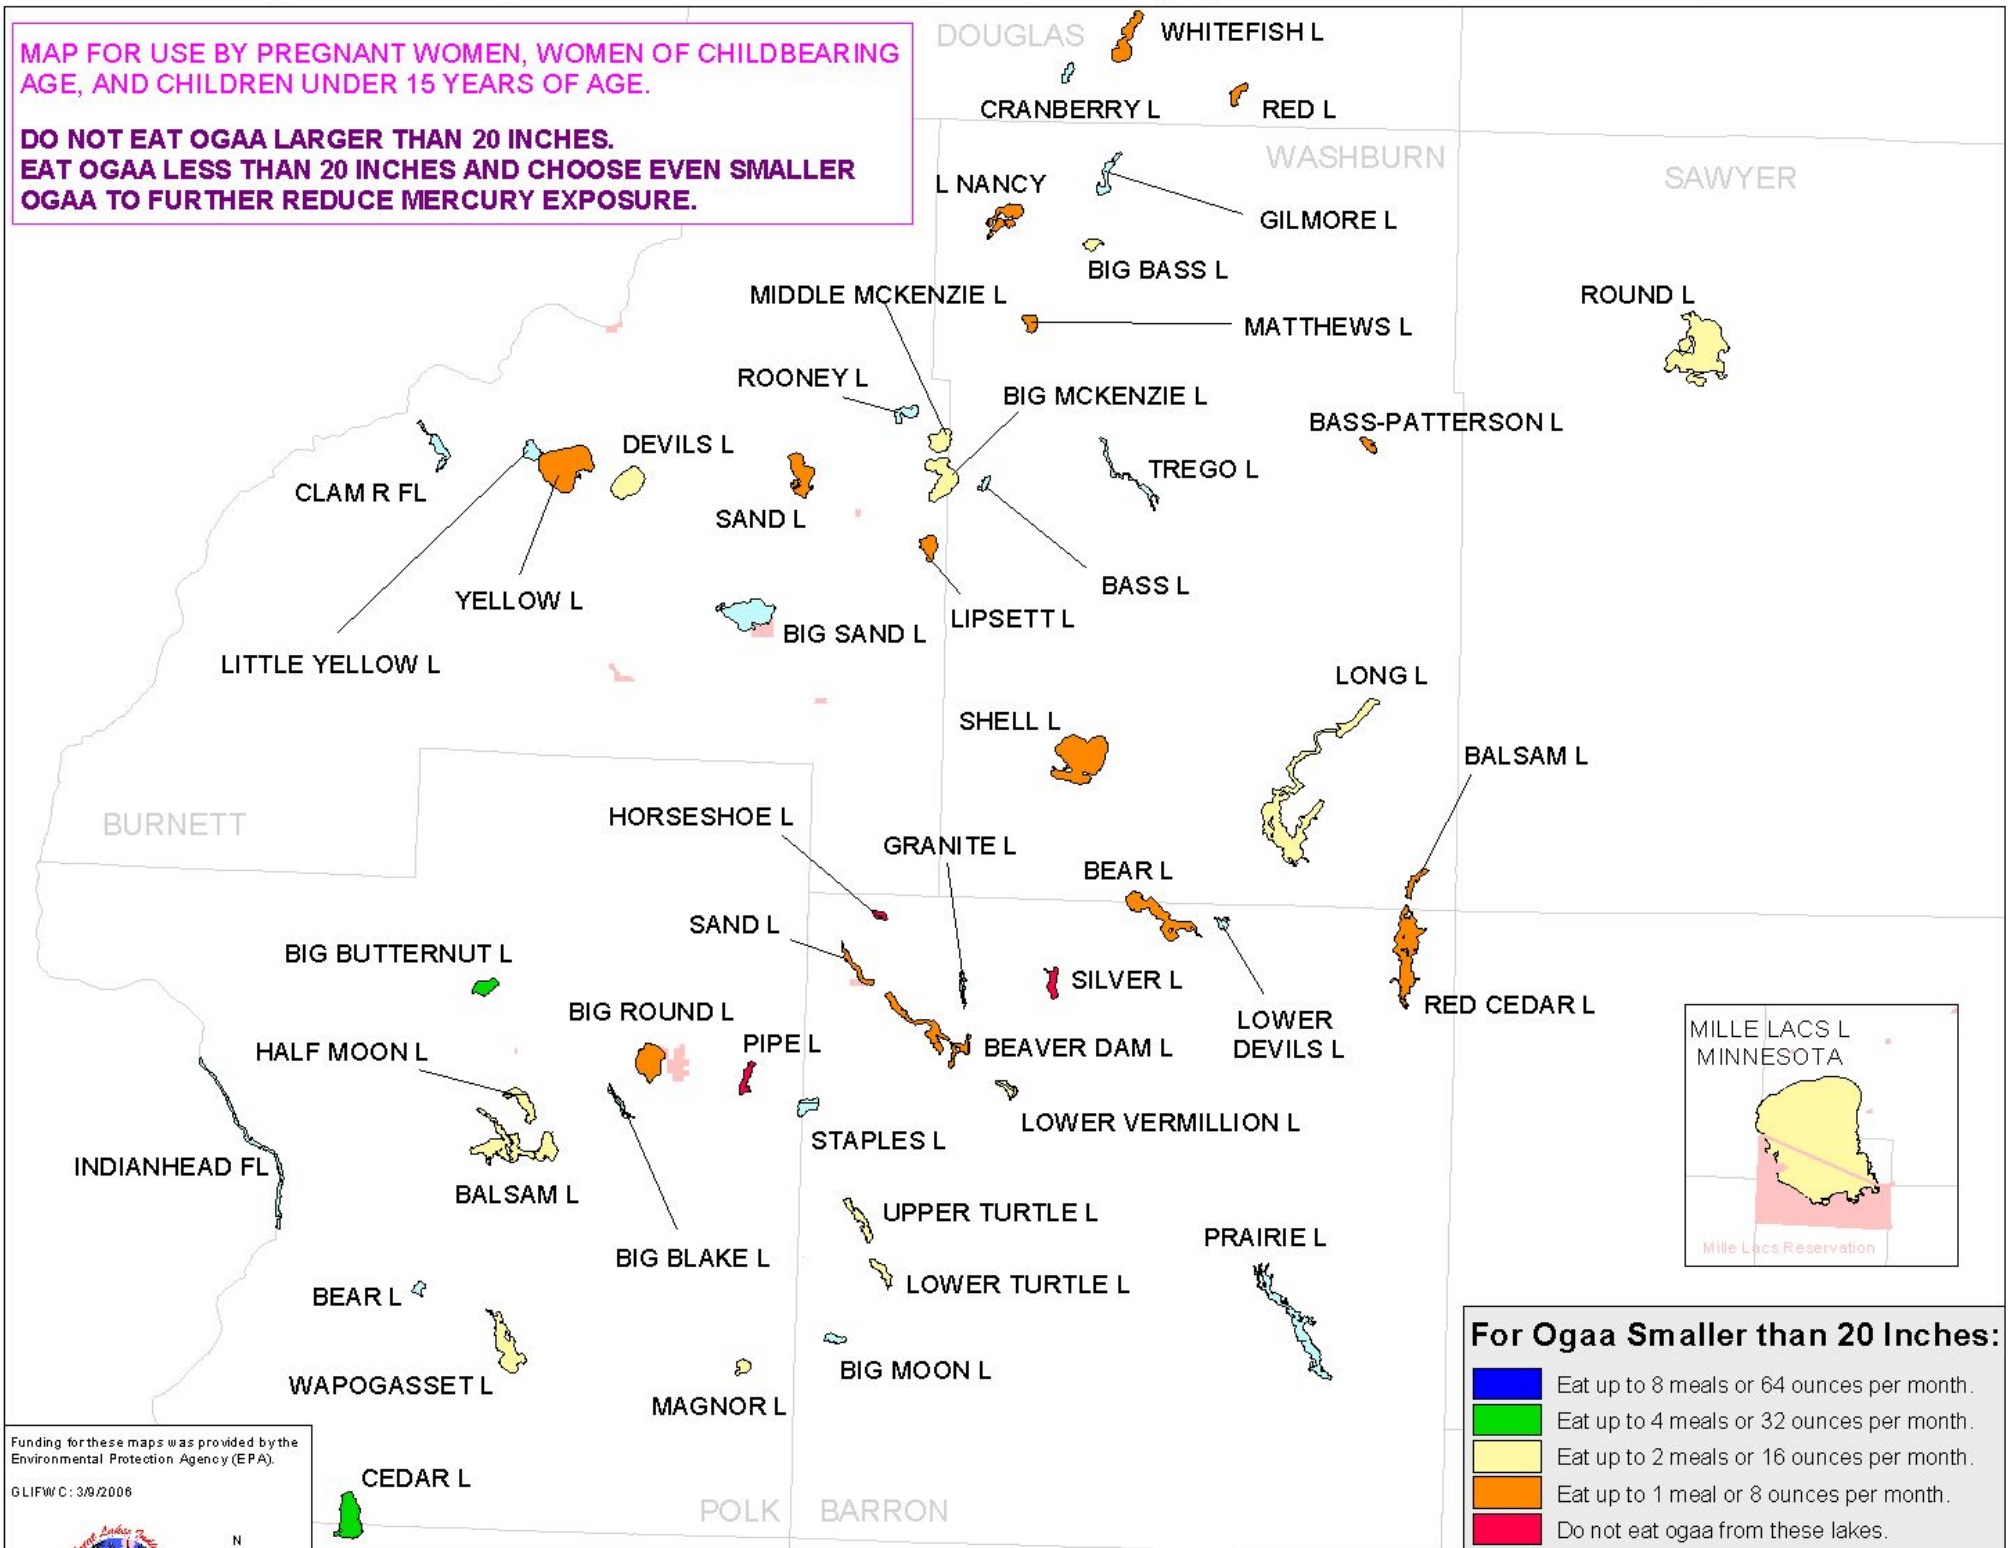 MAP FOR USE BY PREGNANT WOMEN, WOMEN OF CHILDBEARING
AGE, AND CHILDREN UNDER 15 YEARS OF AGE.
DO NOT EAT OGAA LARGER THAN 20 INCHES.
EAT OGAA LESS THAN 20 INCHES AND CHOOSE EVEN SMALLER
OGAA TO FURTHER REDUCE MERCURY EXPOSURE.
DOUGLAS
WHITEFISH L
CRANBERRY L
RED L
WASHBURN
SAWYER
L NANCY
GILMORE L
BIG BASS L
MIDDLE MCKENZIE L
ROUND L
MATTHEWS L
ROONEY L
BIG MCKENZIE L
BASS-PATTERSON L
DEVILS L
TREGO L
CLAM R FL
SAND L
BASS L
YELLOW L
LIPSETT L
BIG SAND L
LITTLE YELLOW L
LONG L
SHELL L
BALSAM L
HORSESHOE L
BURNETT
GRANITE L
BEAR L
SAND L
BIG BUTTERNUT L
SILVER L
RED CEDAR L
BIG ROUND L
LOWER
DEVILS L
PIPE L
BEAVER DAM L
HALF MOON L
MILLE LACS L
MINNESOTA
LOWER VERMILLION L
STAPLES L
INDIANHEAD FL
BALSAM L
UPPER TURTLE L
PRAIRIE L
Mille Lacs Reservation
BIG BLAKE L
LOWER TURTLE L
BEAR L
BIG MOON L
WAPOGASSET L
MAGNOR L
CEDAR L
POLK
BARRON
For Ogaa Smaller than 20 Inches:
Eat up to 8 meals or 64 ounces per month.
Eat up to 4 meals or 32 ounces per month.
Eat up to 2 meals or 16 ounces per month.
Eat up to 1 meal or 8 ounces per month.
Do not eat ogaa from these lakes.
Funding for these maps was provided by the
Environmental Protection Agency (EPA).
GLIFWC: 3/9/2006
N